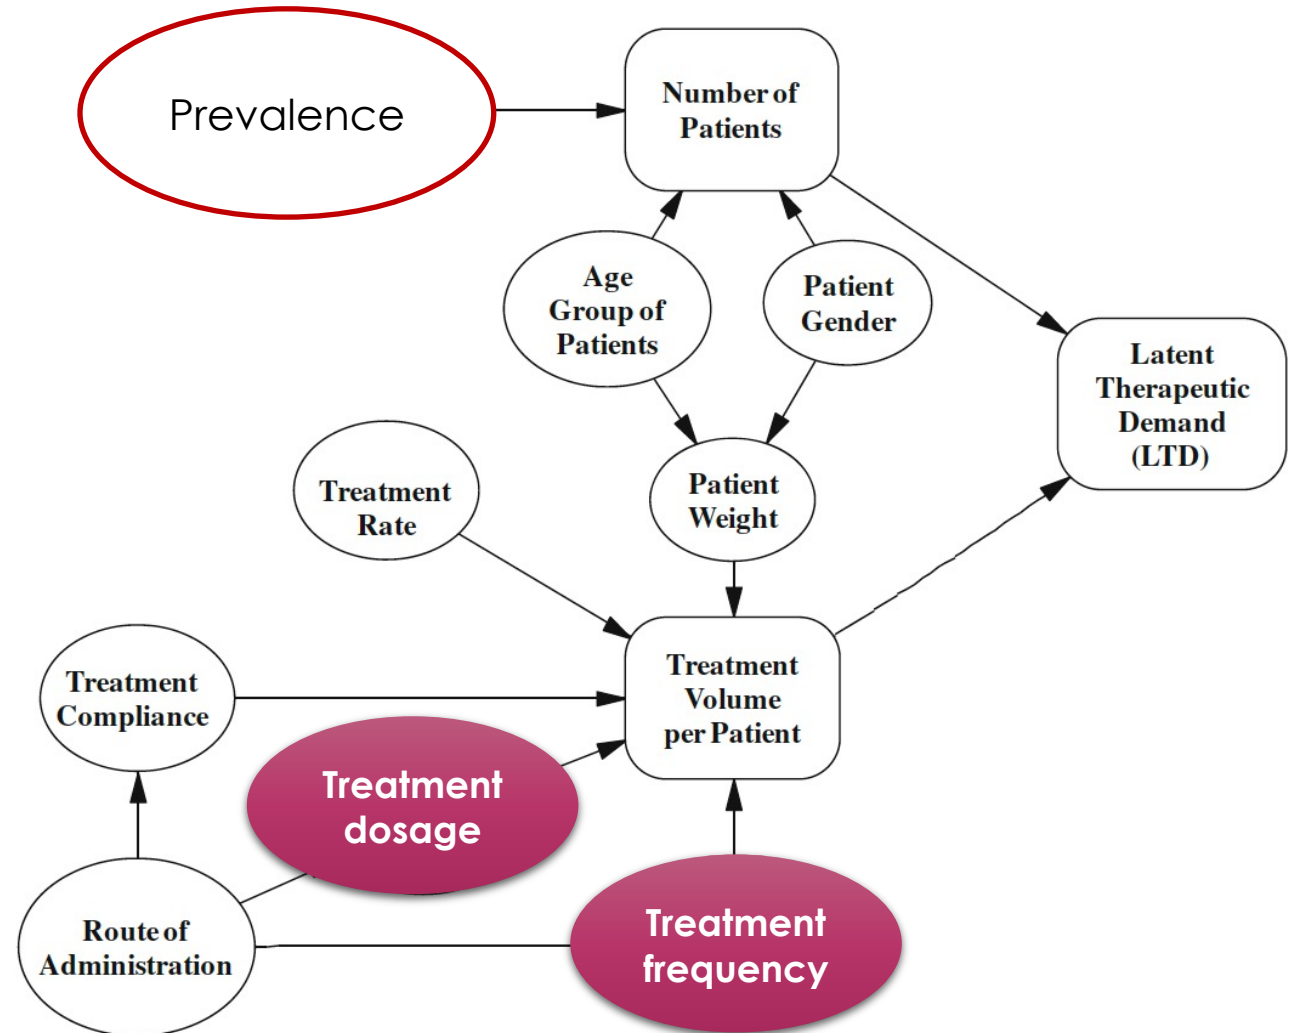 Prevalence
Number of
Patients
Age
Group of
Patients
Patient
Gender
Latent
Therapeutic
Demand
(LTD)
Treatment
Rate
Patient
Weight
Treatment
Compliance
Treatment
Volume
per Patient
Treatment
dosage
Route of
Administration
Treatment
frequency